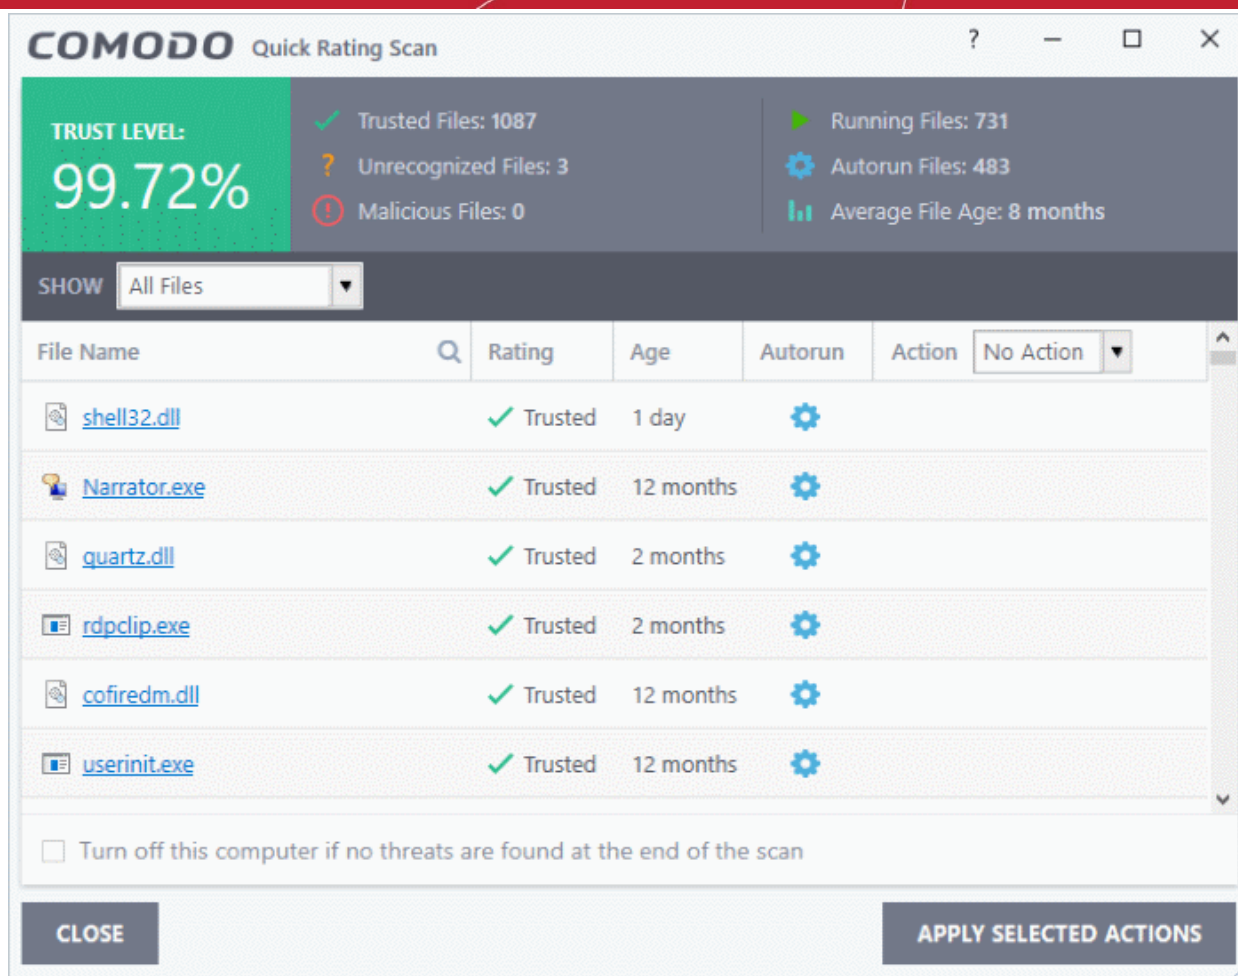 COMODO Quick Rating Scan ?
TRUST LEVEL:
99.72%
Trusted Files: 1087
Unrecognized Files: 3
Malicious Files: 0
Running Files: 731
Autorun Files: 483
Average File Age: 8 months
SHOW All Files
File Name Rating Age Autorun Action No Action
shell32.dll Trusted 1 day
Narrator.exe Trusted 12 months
quartz.dll Trusted 2 months
rdpclip.exe Trusted 2 months
cofiredm.dll Trusted 12 months
userinit.exe Trusted 12 months
Turn off this computer if no threats are found at the end of the scan
CLOSE APPLY SELECTED ACTIONS